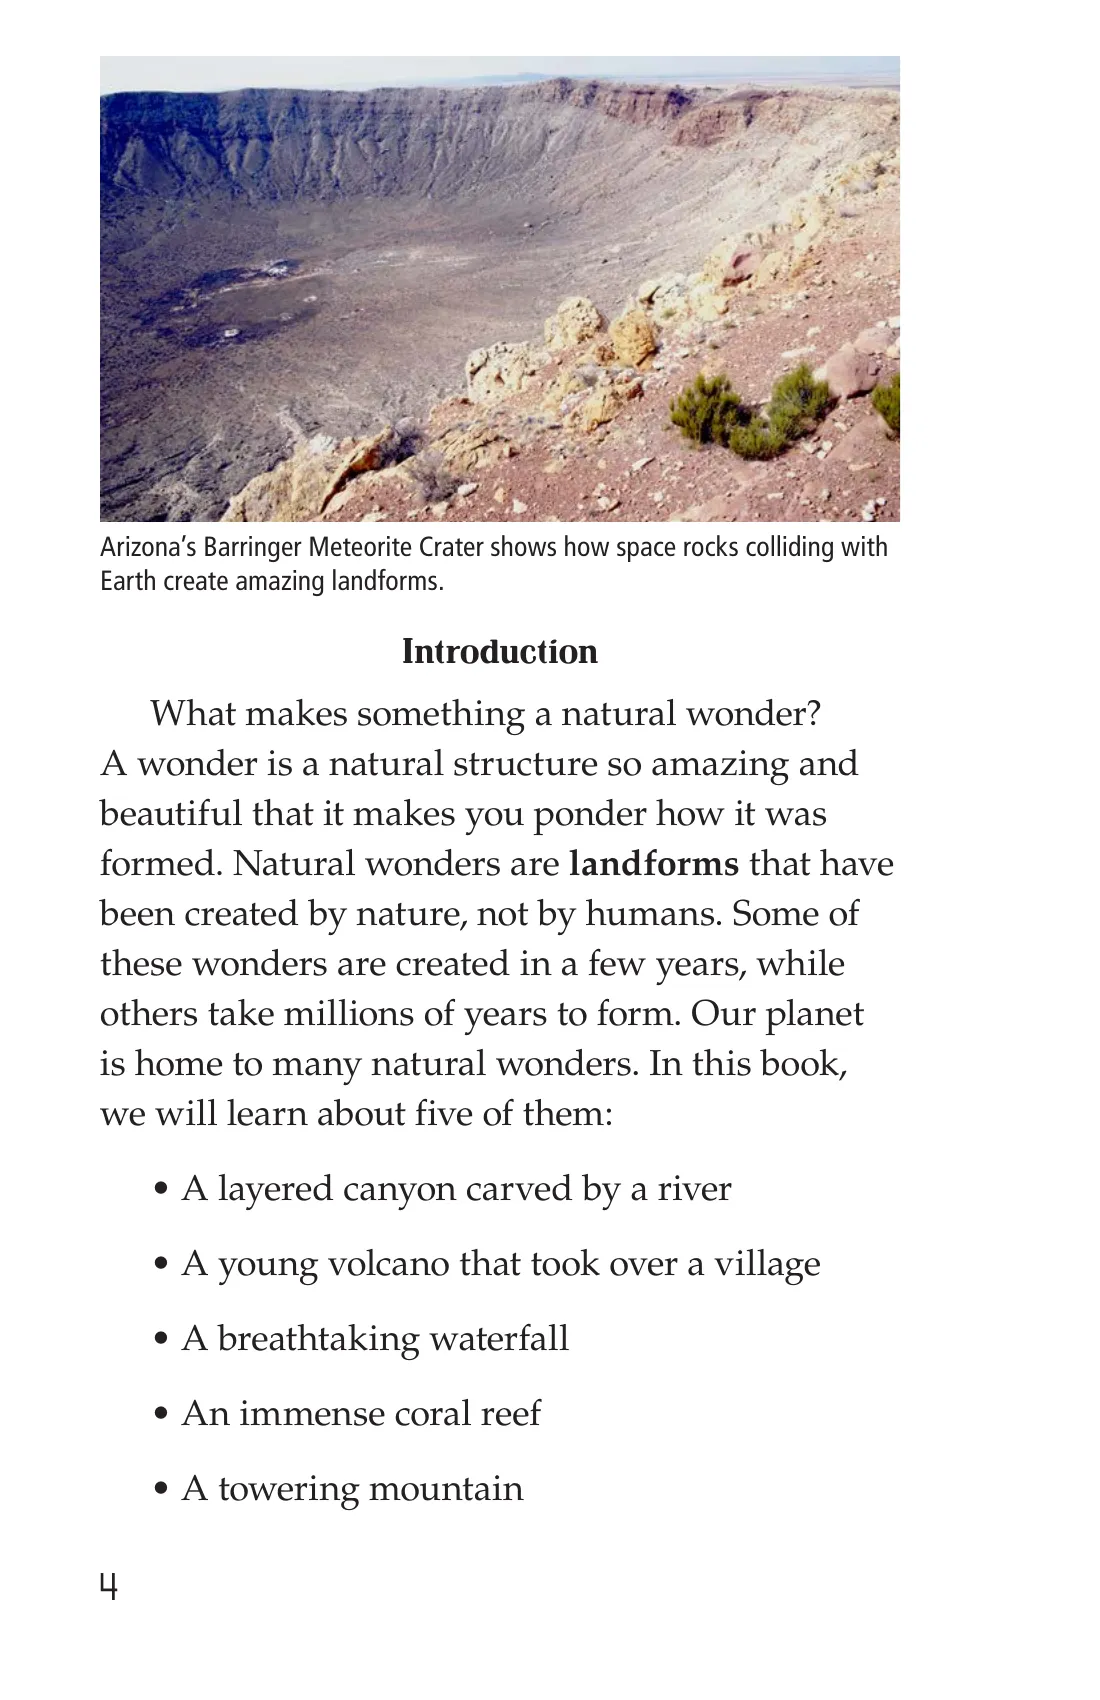 Arizona's Barringer Meteorite Crater shows how space rocks colliding with
Earth create amazing landforms.
Introduction
What makes something a natural wonder?
A wonder is a natural structure so amazing and
beautiful that it makes you ponder how it was
formed. Natural wonders are landforms that have
been created by nature, not by humans. Some of
these wonders are created in a few years, while
others take millions of years to form. Our planet
is home to many natural wonders. In this book,
we will learn about five of them:
• A layered canyon carved by a river
• A young volcano that took over a village
• A breathtaking waterfall
• An immense coral reef
• A towering mountain
4